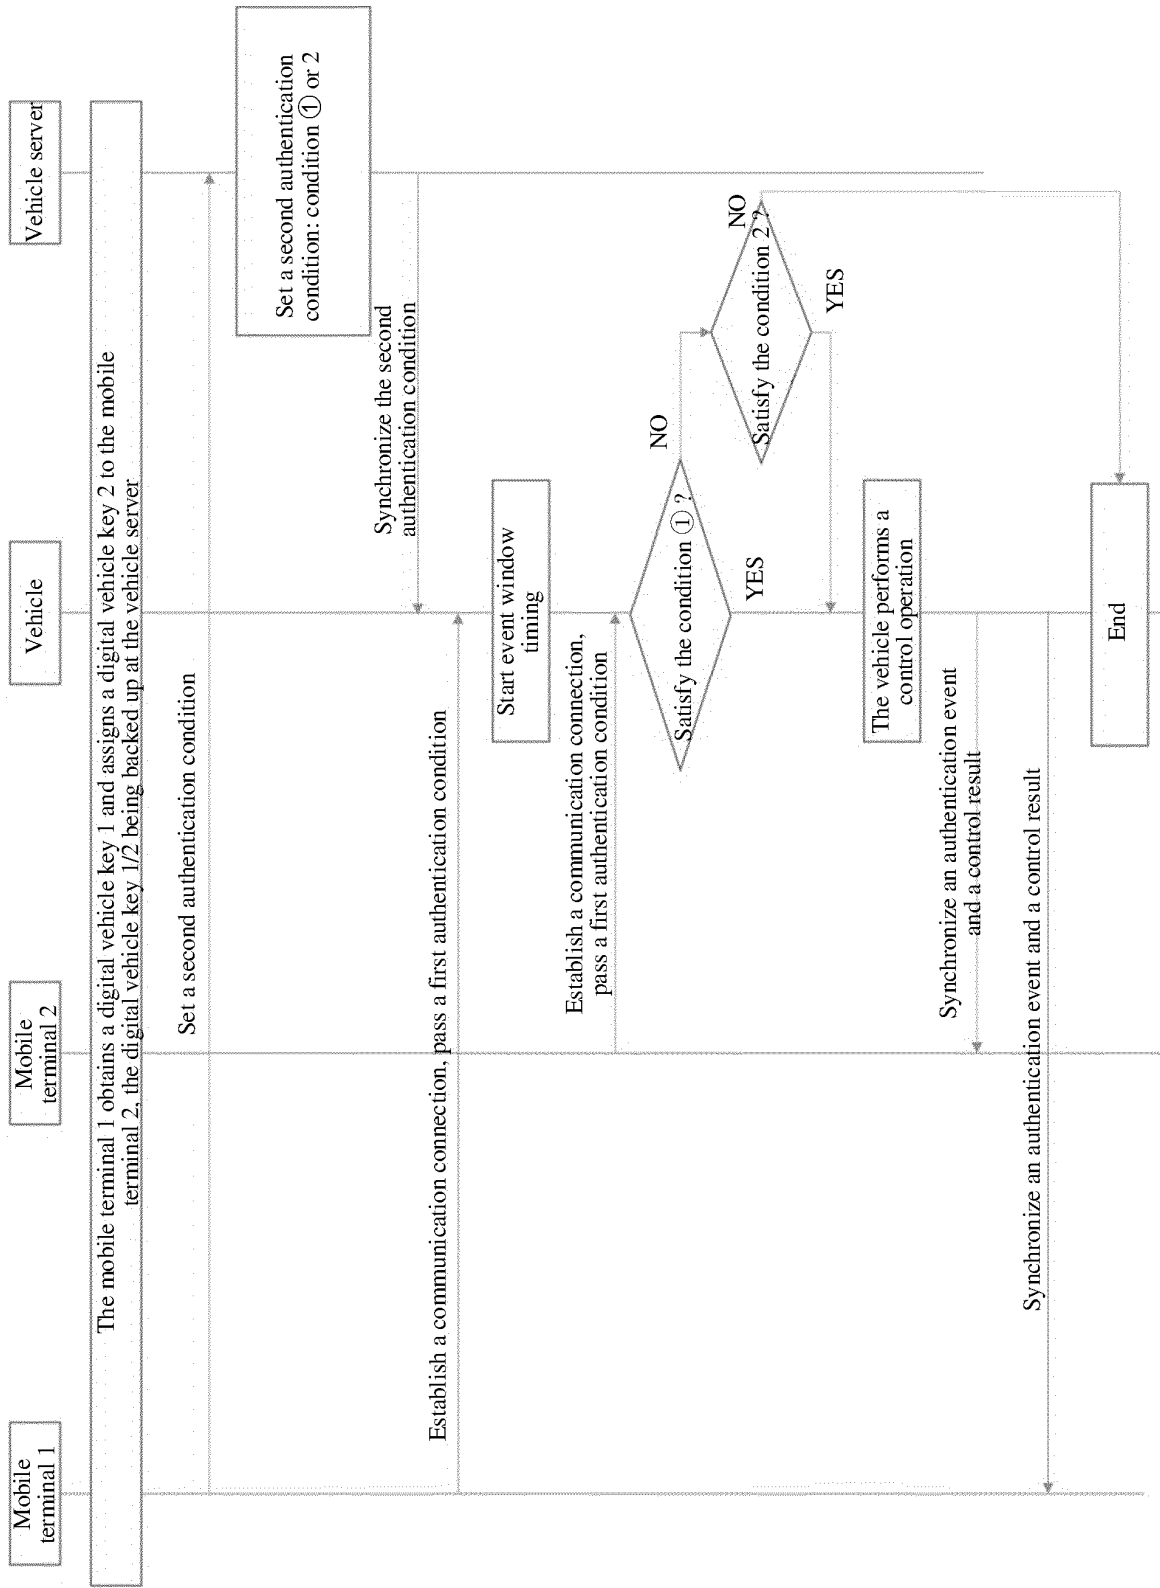 Mobile
terminal 1
Mobile
terminal 2
Vehicle
Vehicle server
The mobile terminal 1 obtains a digital vehicle key 1 and assigns a digital vehicle key 2 to the mobile
terminal 2, the digital vehicle key 1/2 being backed up at the vehicle server
Set a second authentication condition
Set a second authentication
condition: condition ① or 2
Synchronize the second
authentication condition
Establish a communication connection, pass a first authentication condition
Start event window
timing
Establish a communication connection,
pass a first authentication condition
Satisfy the condition ① ?
NO
YES
Satisfy the condition 2 ?
NO
YES
The vehicle performs a
control operation
Synchronize an authentication event
and a control result
Synchronize an authentication event and a control result
End